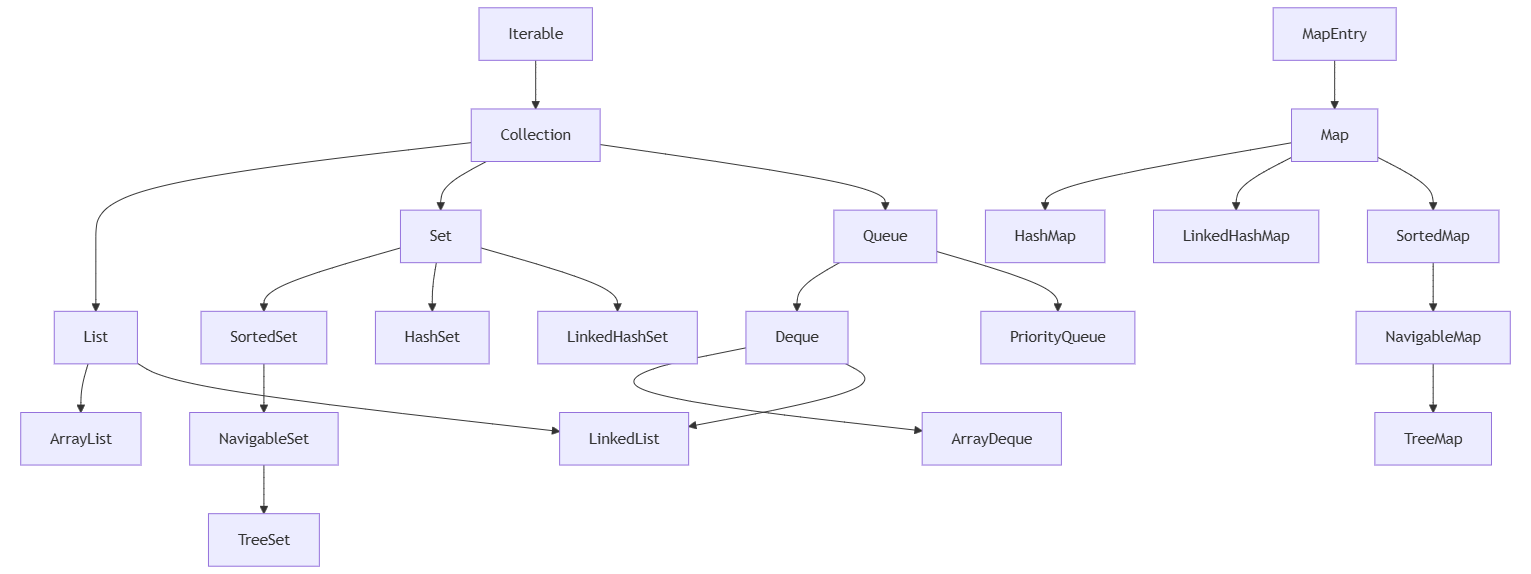 Iterable
MapEntry
Collection
Map
Set
Queue
HashMap
LinkedHashMap
SortedMap
List
SortedSet
HashSet
LinkedHashSet
Deque
PriorityQueue
NavigableMap
ArrayList
NavigableSet
LinkedList
ArrayDeque
TreeMap
TreeSet